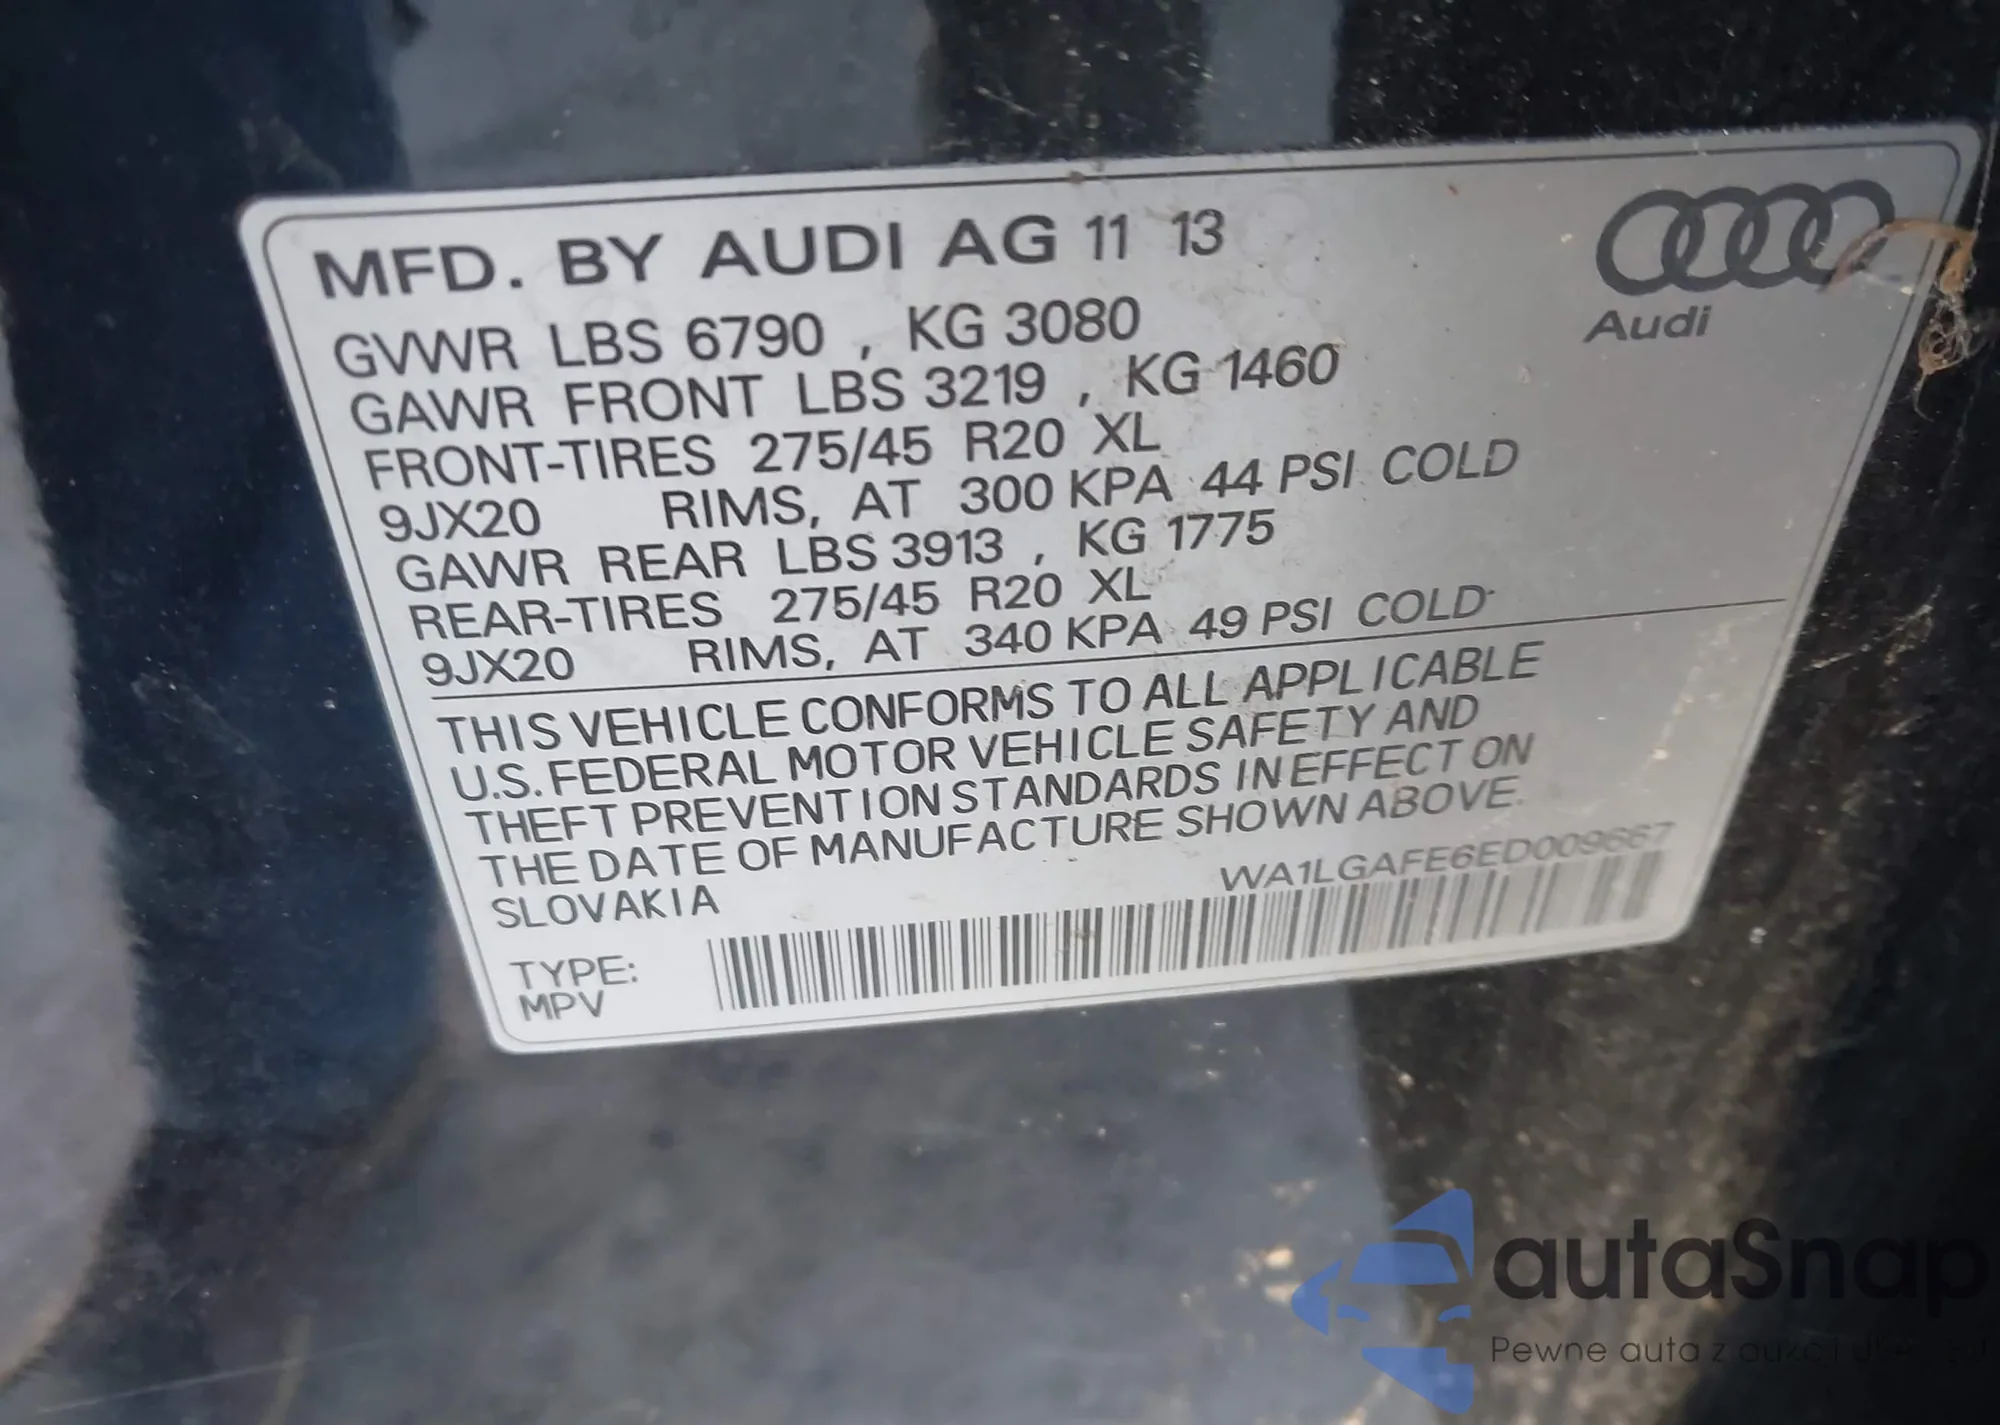 MFD. BY AUDI AG 11 13
Audi
GVWR LBS 6790 , KG 3080
GAWR FRONT LBS 3219 , KG 1460
FRONT-TIRES 275/45 R20 XL
9JX20 RIMS, AT 300 KPA 44 PSI COLD
GAWR REAR LBS 3913 , KG 1775
REAR-TIRES 275/45 R20 XL
9JX20 RIMS, AT 340 KPA 49 PSI COLD
THIS VEHICLE CONFORMS TO ALL APPLICABLE
U.S. FEDERAL MOTOR VEHICLE SAFETY AND
THEFT PREVENTION STANDARDS IN EFFECT ON
THE DATE OF MANUFACTURE SHOWN ABOVE.
SLOVAKIA
WA1LGAFE6ED009667
TYPE:
MPV
autaSnap
Pewne auta z